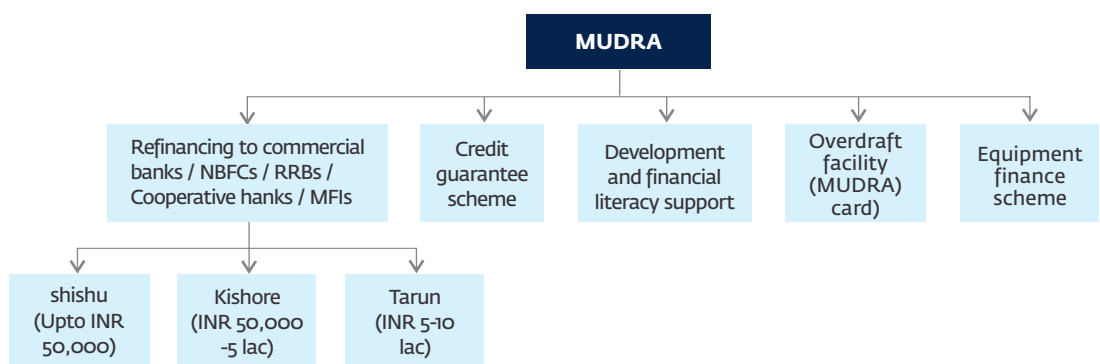 MUDRA
Refinancing to commercial
banks / NBFCs / RRBs /
Cooperative hanks / MFIs
Credit
guarantee
scheme
Development
and financial
literacy support
Overdraft
facility
(MUDRA)
card)
Equipment
finance
scheme
shishu
(Upto INR
50,000)
Kishore
(INR 50,000
-5 lac)
Tarun
(INR 5-10
lac)